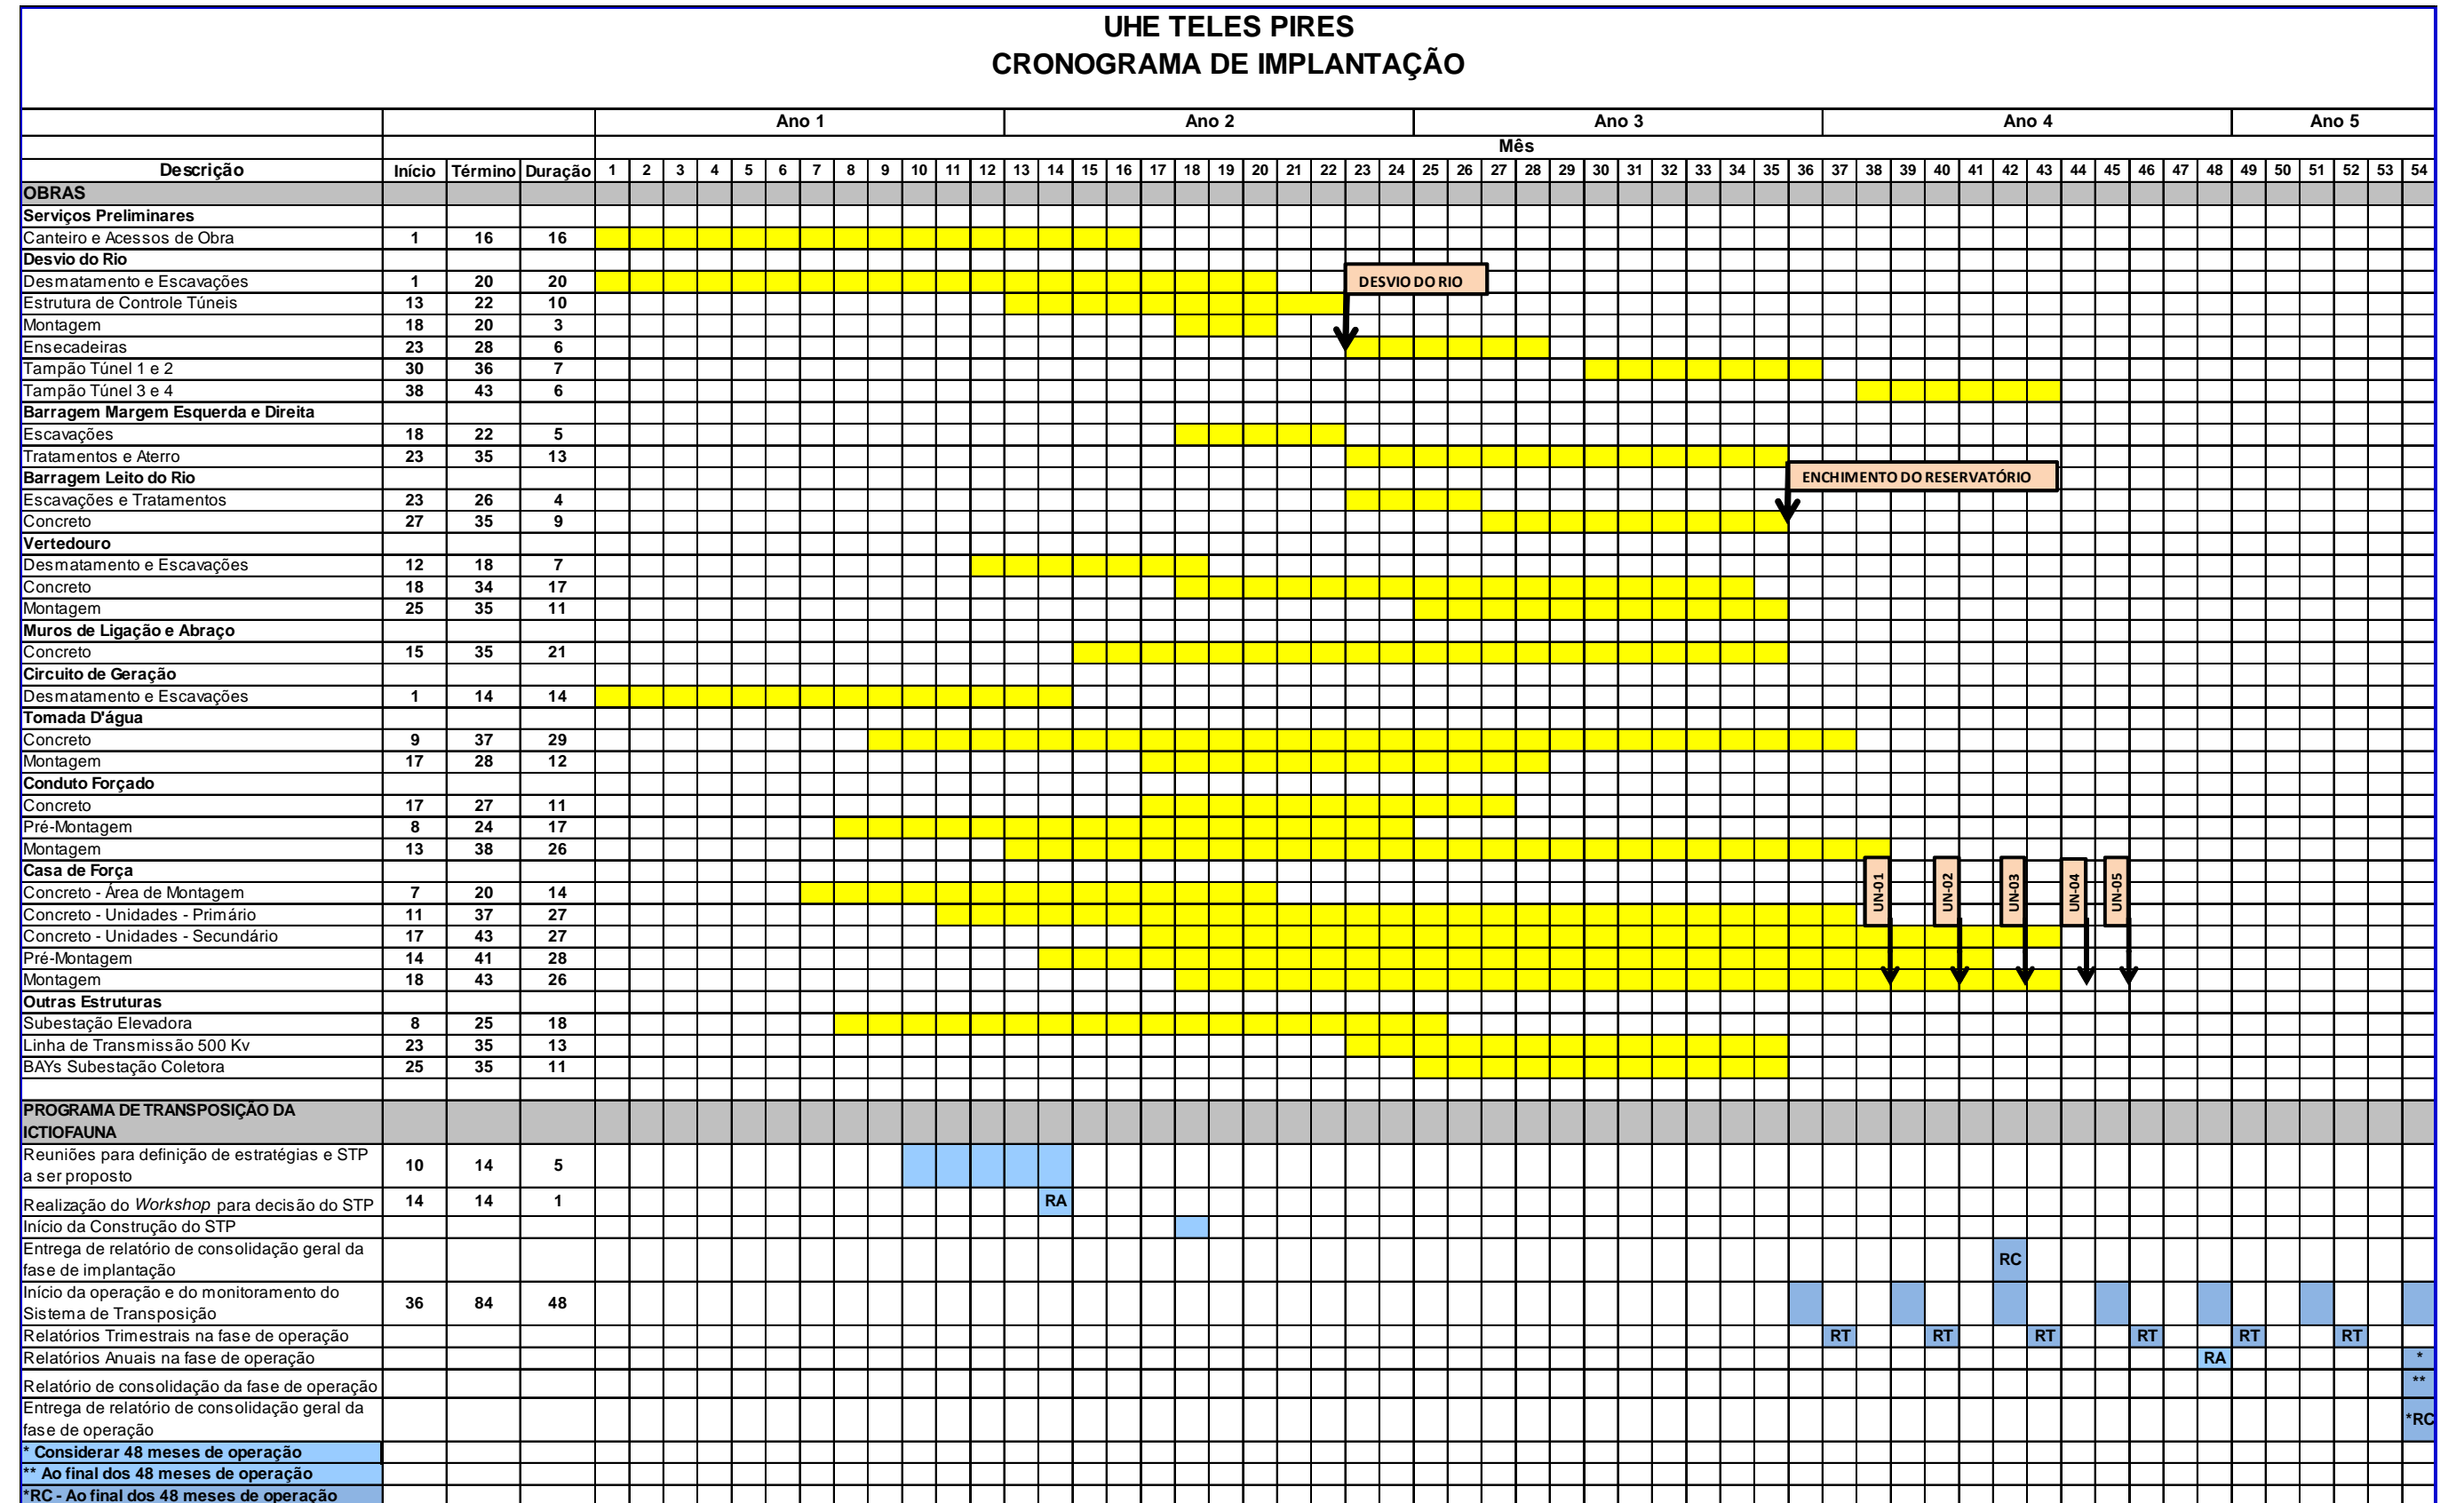 UHE TELES PIRES
CRONOGRAMA DE IMPLANTAÇÃO
Ano 1 Ano 2 Ano 3 Ano 4 Ano 5
Mês
Descrição Início Término Duração 1 2 3 4 5 6 7 8 9 10 11 12 13 14 15 16 17 18 19 20 21 22 23 24 25 26 27 28 29 30 31 32 33 34 35 36 37 38 39 40 41 42 43 44 45 46 47 48 49 50 51 52 53 54
OBRAS
Serviços Preliminares
Canteiro e Acessos de Obra 1 16 16
Desvio do Rio
Desmatamento e Escavações 1 20 20 DESVIO DO RIO
Estrutura de Controle Túneis 13 22 10
Montagem 18 20 3
Ensecadeiras 23 28 6
Tampão Túnel 1 e 2 30 36 7
Tampão Túnel 3 e 4 38 43 6
Barragem Margem Esquerda e Direita
Escavações 18 22 5
Tratamentos e Aterro 23 35 13
Barragem Leito do Rio ENCHIMENTO DO RESERVATÓRIO
Escavações e Tratamentos 23 26 4
Concreto 27 35 9
Vertedouro
Desmatamento e Escavações 12 18 7
Concreto 18 34 17
Montagem 25 35 11
Muros de Ligação e Abraço
Concreto 15 35 21
Circuito de Geração
Desmatamento e Escavações 1 14 14
Tomada D'água
Concreto 9 37 29
Montagem 17 28 12
Conduto Forçado
Concreto 17 27 11
Pré-Montagem 8 24 17
Montagem 13 38 26
Casa de Força
Concreto - Área de Montagem 7 20 14 UN-01 UN-02 UN-03 UN-04 UN-05
Concreto - Unidades - Primário 11 37 27
Concreto - Unidades - Secundário 17 43 27
Pré-Montagem 14 41 28
Montagem 18 43 26
Outras Estruturas
Subestação Elevadora 8 25 18
Linha de Transmissão 500 Kv 23 35 13
BAYs Subestação Coletora 25 35 11
PROGRAMA DE TRANSPOSIÇÃO DA
ICTIOFAUNA
Reuniões para definição de estratégias e STP
a ser proposto 10 14 5
Realização do Workshop para decisão do STP 14 14 1 RA
Início da Construção do STP
Entrega de relatório de consolidação geral da
fase de implantação RC
Início da operação e do monitoramento do
Sistema de Transposição 36 84 48
Relatórios Trimestrais na fase de operação RT RT RT RT RT RT
Relatórios Anuais na fase de operação RA *
Relatório de consolidação da fase de operação **
Entrega de relatório de consolidação geral da
fase de operação *RC
* Considerar 48 meses de operação
** Ao final dos 48 meses de operação
*RC - Ao final dos 48 meses de operação